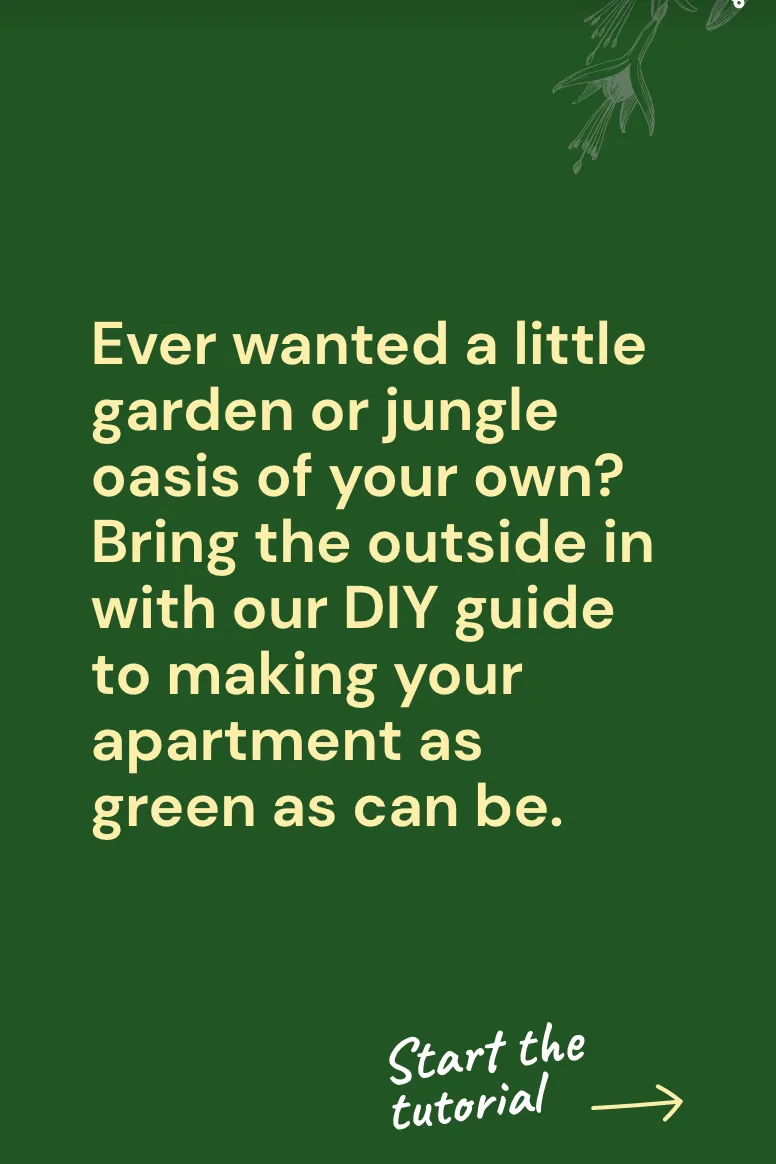 Ever wanted a little
garden or jungle
oasis of your own?
Bring the outside in
with our DIY guide
to making your
apartment as
green as can be.
Start the
tutorial